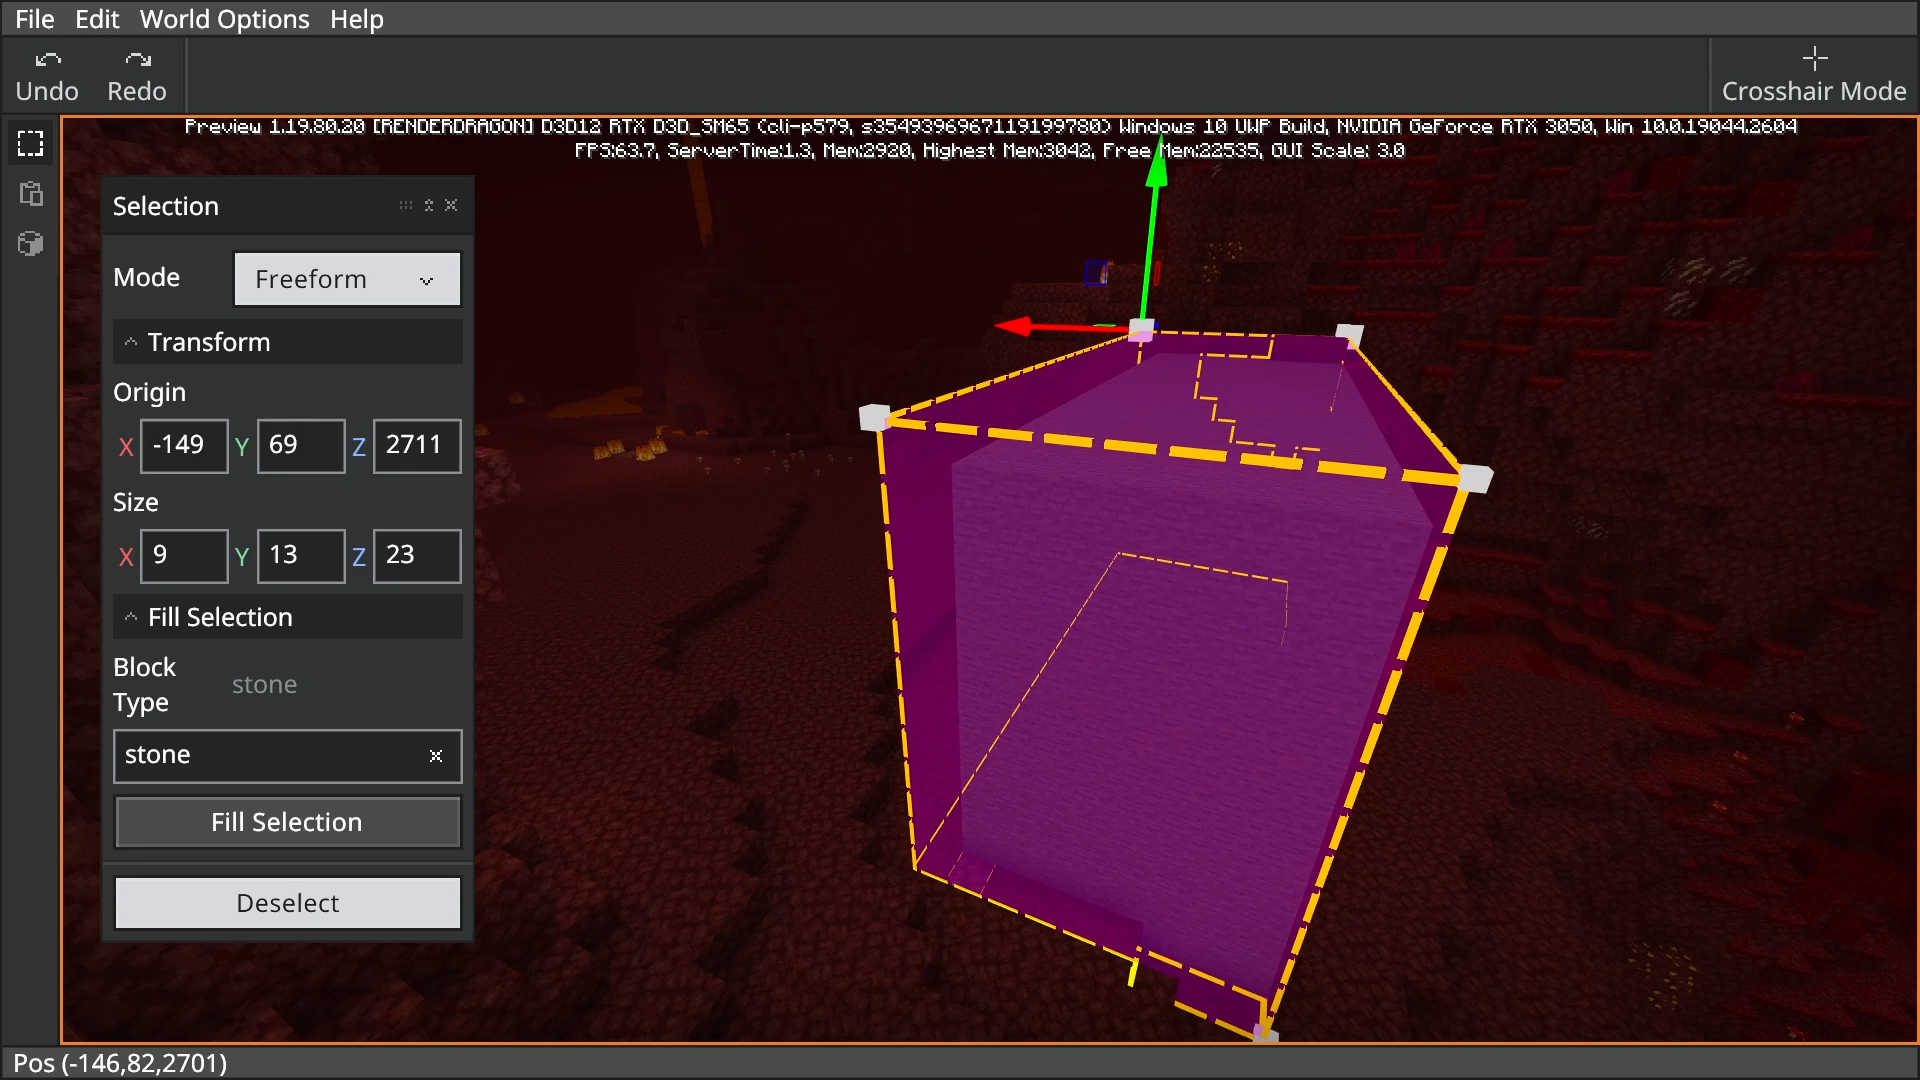 File Edit World Options Help
Undo Redo Crosshair Mode
Preview 1.19.80.20 [RENDERDRAGON] D3D12 RTX D3D_SM65 (cli-p579, s354939696711919​9780) Windows 10 UWP Build, NVIDIA GeForce RTX 3050, Win 10.0.19044.2604
FPS:63.7, ServerTime:1.3, Mem:2920, Highest Mem:3042, Free Mem:22535, GUI Scale: 3.0
Selection
Mode Freeform
Transform
Origin
X -149 Y 69 Z 2711
Size
X 9 Y 13 Z 23
Fill Selection
Block Type stone
stone
Fill Selection
Deselect
Pos (-146,82,2701)